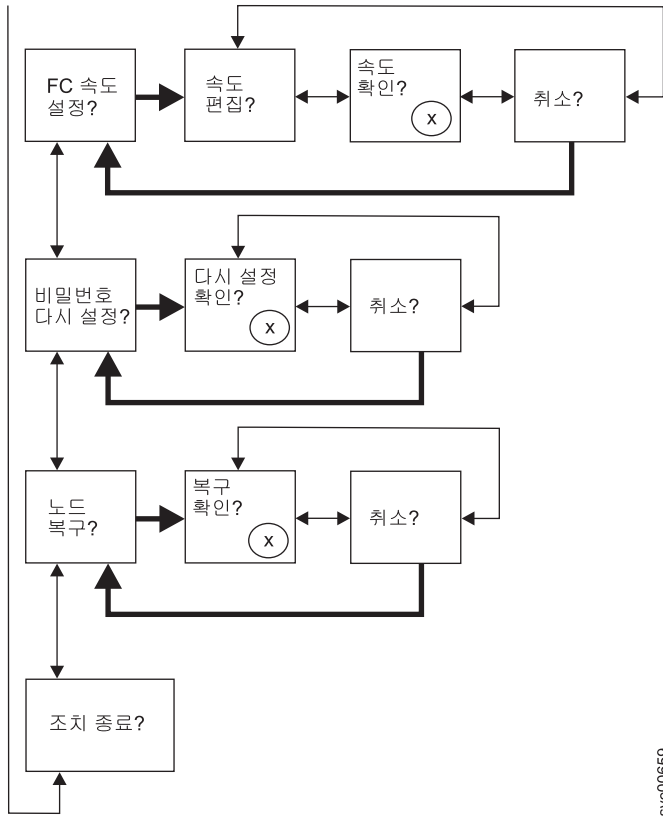 FC 속도
설정?
속도
편집?
속도
확인?
x
취소?
비밀번호
다시 설정?
다시 설정
확인?
x
취소?
노드
복구?
복구
확인?
x
취소?
조치 종료?
svc00659